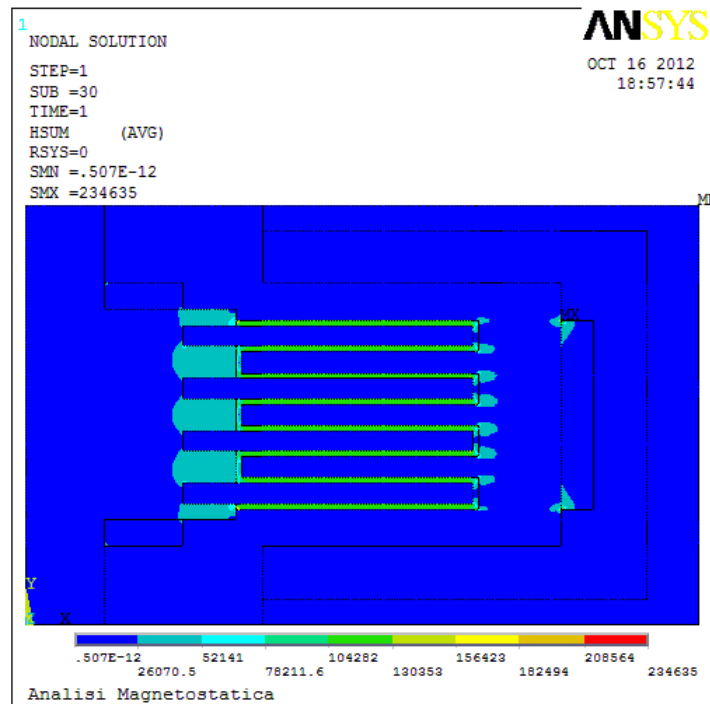 1
ANSYS
NODAL SOLUTION
OCT 16 2012
18:57:44
STEP=1
SUB =30
TIME=1
HSUM (AVG)
RSYS=0
SMN =.507E-12
SMX =234635
MX
Y
X
.507E-12 52141 104282 156423 208564
26070.5 78211.6 130353 182494 234635
Analisi Magnetostatica